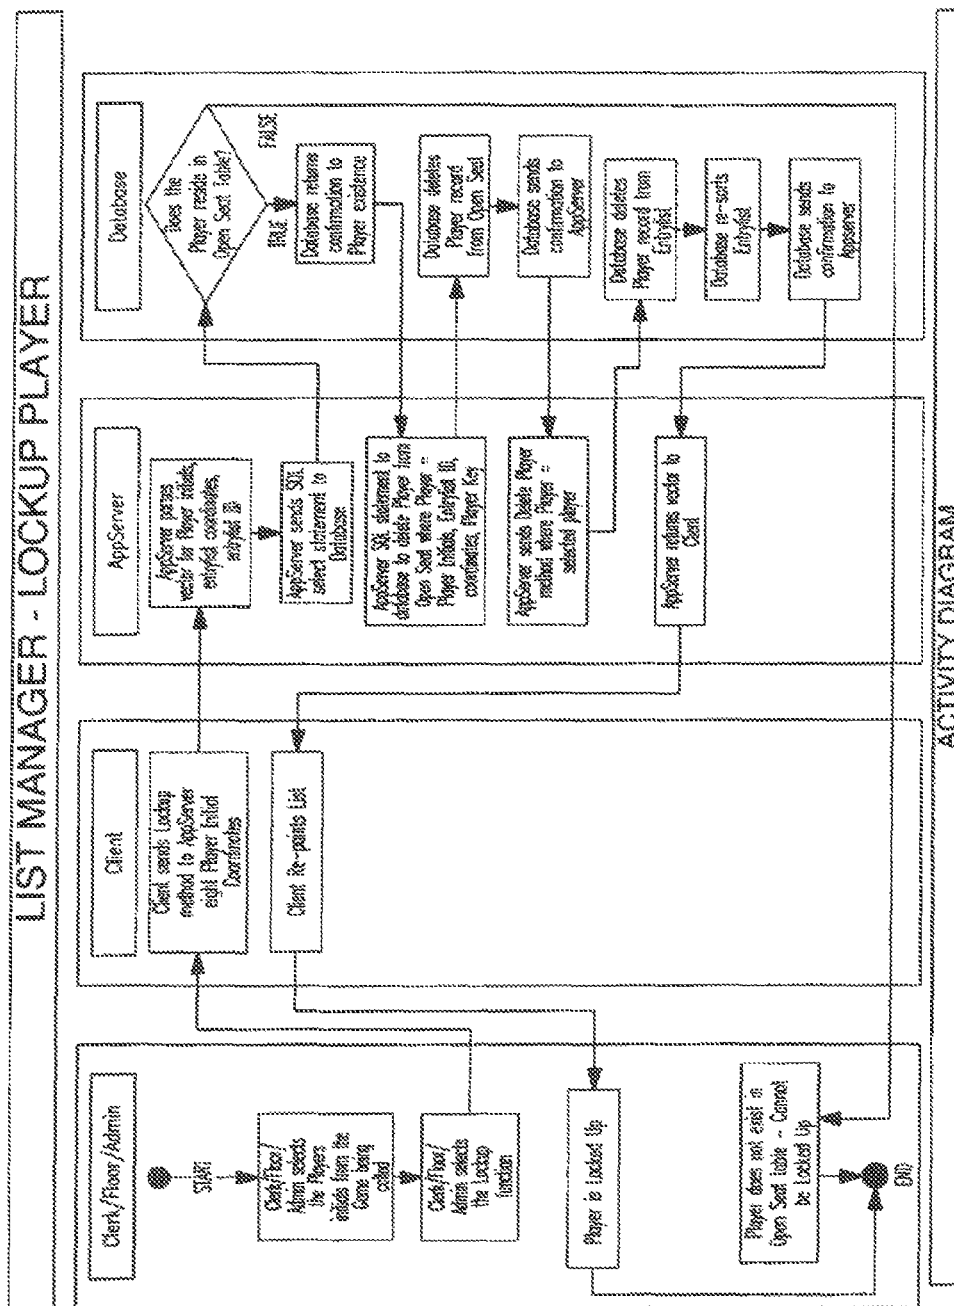 LIST MANAGER - LOCKUP PLAYER
Clerk/Floor/Admin
START
Clerk/Floor/
Admin selects
the Players
initials from the
Game being
called
Clerk/Floor/
Admin selects
the Lockup
function
Player is Locked Up
Player does not exist in
Open Seat table - Cannot
be Locked Up
END
Client
Client sends Lockup
method to AppServer
Player Initial
Coordinates
Client Re-paints List
AppServer
AppServer parses
vector for Player initials,
entrylist coordinates,
entrylist ID
AppServer sends SQL
select statement to
Database
AppServer SQL statement to
database to delete Player from
Open Seat where Player =
Player Initials, Entrylist ID,
coordinates, Player Key
AppServer sends Delete Player
method where Player =
selected player
AppServer returns vector to
Client
Database
Does the
Player reside in
Open Seat Table?
TRUE
FALSE
Database returns
confirmation to
Player existence
Database deletes
Player record
from Open Seat
Database sends
confirmation to
AppServer
Database deletes
Player record from
Entrylist
Database re-sorts
Entrylist
Database sends
confirmation to
Appserver
ACTIVITY DIAGRAM